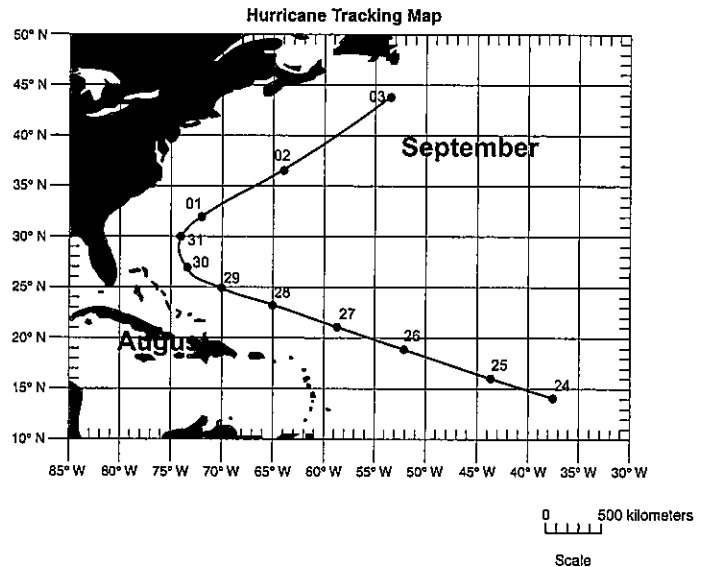 Hurricane Tracking Map
50° N
45° N
03
40° N
September
02
35° N
01
30° N
31
30
29
25° N
28
27
20° N
August
26
25
15° N
24
10° N
85° W 80° W 75° W 70° W 65° W 60° W 55° W 50° W 45° W 40° W 35° W 30° W
0 500 kilometers
Scale